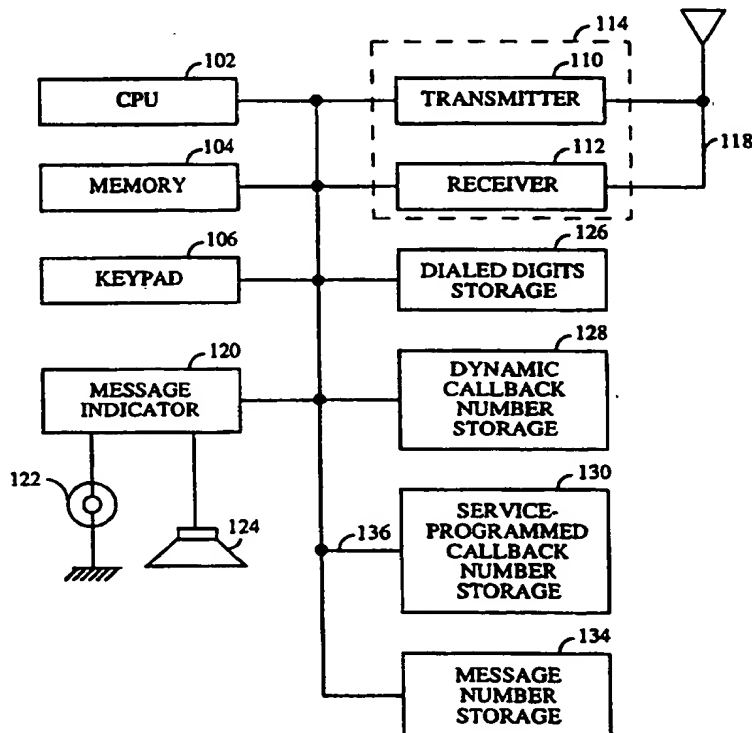 114
102
CPU
110
TRANSMITTER
104
MEMORY
112
RECEIVER
118
106
KEYPAD
126
DIALED DIGITS
STORAGE
120
MESSAGE
INDICATOR
128
DYNAMIC
CALLBACK
NUMBER
STORAGE
122
124
130
SERVICE-
PROGRAMMED
CALLBACK
NUMBER
STORAGE
136
134
MESSAGE
NUMBER
STORAGE